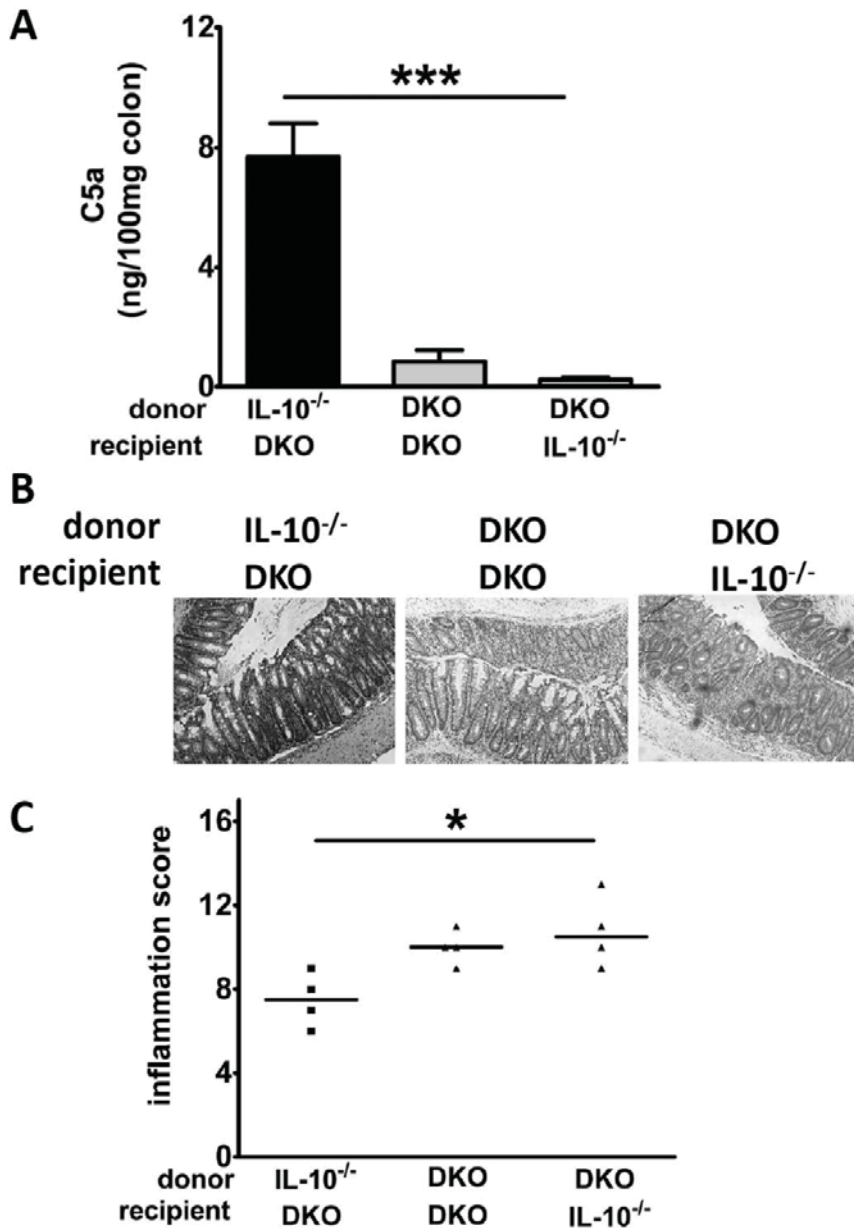 A
12
***
8
4
0
C5a
(ng/100mg colon)
donor IL-10-/- DKO DKO
recipient DKO DKO IL-10-/-
B
donor IL-10-/- DKO DKO
recipient DKO DKO IL-10-/-
C
16
*
12
8
4
0
inflammation score
donor IL-10-/- DKO DKO
recipient DKO DKO IL-10-/-